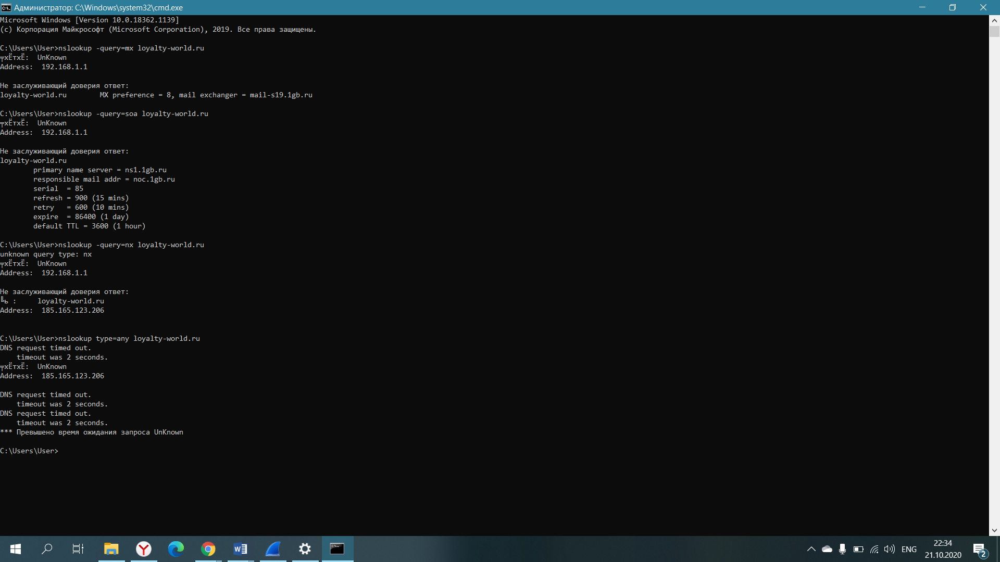 Администратор: C:\Windows\system32\cmd.exe
Microsoft Windows [Version 10.0.18362.1139]
(c) Корпорация Майкрософт (Microsoft Corporation), 2019. Все права защищены.
C:\Users\User>nslookup -query=mx loyalty-world.ru
╤хЁтхЁ:  UnKnown
Address:  192.168.1.1
Не заслуживающий доверия ответ:
loyalty-world.ru        MX preference = 8, mail exchanger = mail-s19.1gb.ru
C:\Users\User>nslookup -query=soa loyalty-world.ru
╤хЁтхЁ:  UnKnown
Address:  192.168.1.1
Не заслуживающий доверия ответ:
loyalty-world.ru
        primary name server = ns1.1gb.ru
        responsible mail addr = noc.1gb.ru
        serial  = 85
        refresh = 900 (15 mins)
        retry   = 600 (10 mins)
        expire  = 86400 (1 day)
        default TTL = 3600 (1 hour)
C:\Users\User>nslookup -query=nx loyalty-world.ru
unknown query type: nx
╤хЁтхЁ:  UnKnown
Address:  192.168.1.1
Не заслуживающий доверия ответ:
╚ь :     loyalty-world.ru
Address:  185.165.123.206
C:\Users\User>nslookup type=any loyalty-world.ru
DNS request timed out.
    timeout was 2 seconds.
╤хЁтхЁ:  UnKnown
Address:  185.165.123.206
DNS request timed out.
    timeout was 2 seconds.
DNS request timed out.
    timeout was 2 seconds.
*** Превышено время ожидания запроса UnKnown
C:\Users\User>
ENG
22:34
21.10.2020
2